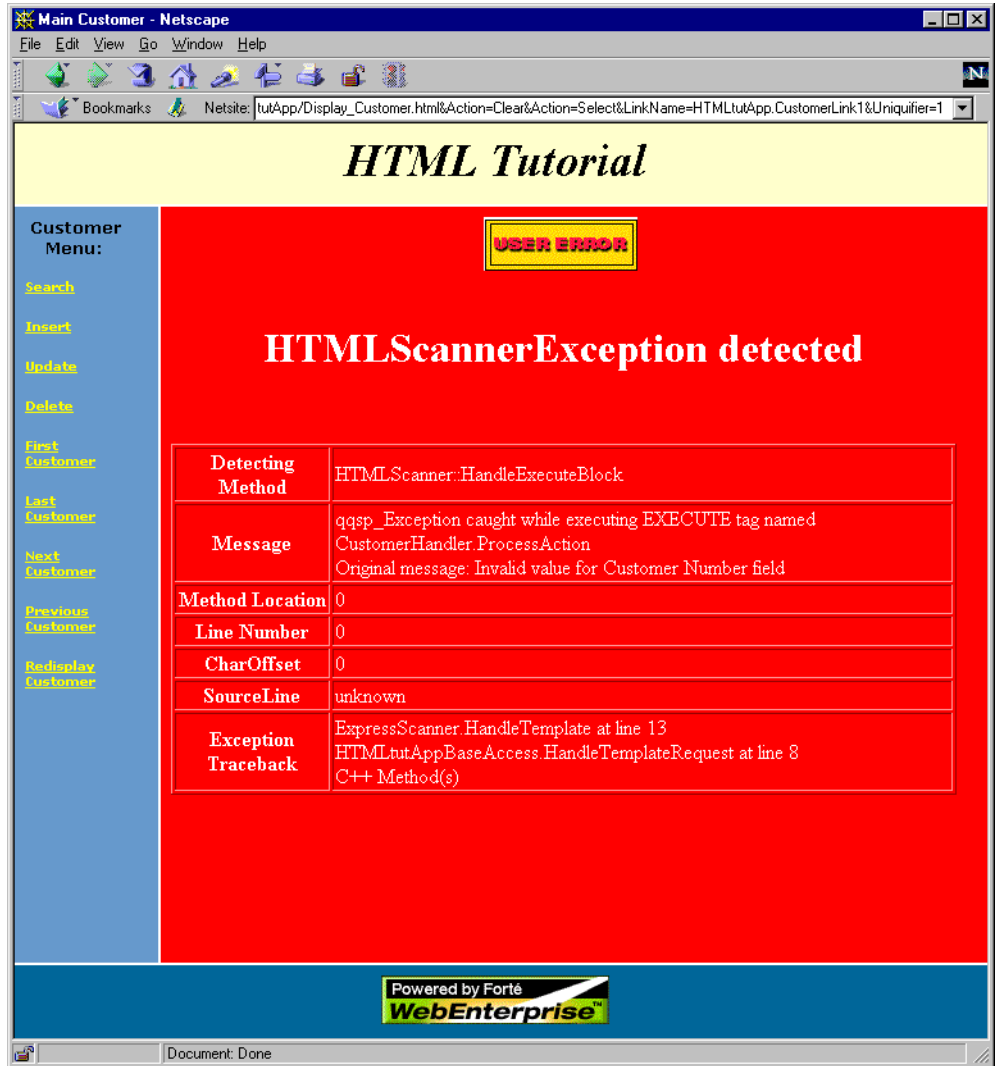 Main Customer - Netscape
File Edit View Go Window Help
N
Bookmarks Netsite: tutApp/Display_Customer.html&Action=Clear&Action=Select&LinkName=HTMLtutApp.CustomerLink1&Uniquifier=1
HTML Tutorial
Customer
Menu:
Search
Insert
Update
Delete
First
Customer
Last
Customer
Next
Customer
Previous
Customer
Redisplay
Customer
USER ERROR
HTMLScannerException detected
Detecting
Method
HTMLScanner::HandleExecuteBlock
Message
qqsp_Exception caught while executing EXECUTE tag named
CustomerHandler.ProcessAction
Original message: Invalid value for Customer Number field
Method Location 0
Line Number 0
CharOffset 0
SourceLine unknown
Exception
Traceback
ExpressScanner.HandleTemplate at line 13
HTMLtutAppBaseAccess.HandleTemplateRequest at line 8
C++ Method(s)
Powered by Forté
WebEnterprise™
Document: Done